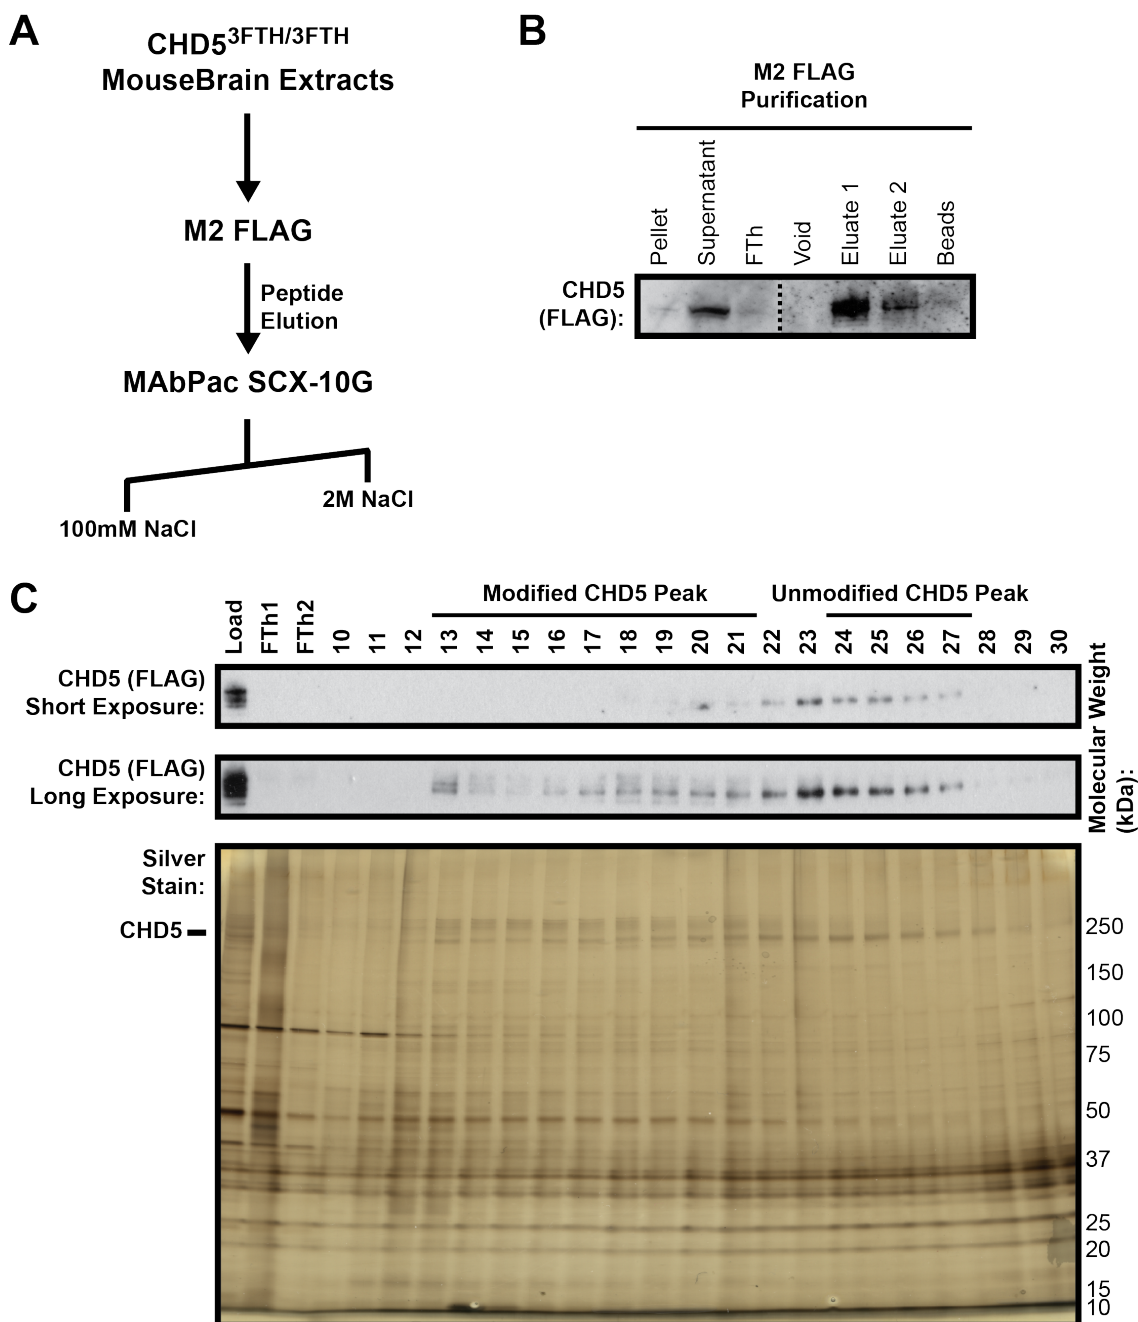 A
CHD53FTH/3FTH
MouseBrain Extracts
M2 FLAG
Peptide
Elution
MAbPac SCX-10G
100mM NaCl
2M NaCl
B
M2 FLAG
Purification
Pellet
Supernatant
FTh
Void
Eluate 1
Eluate 2
Beads
CHD5
(FLAG):
C
Modified CHD5 Peak
Unmodified CHD5 Peak
Load FTh1 FTh2 10 11 12 13 14 15 16 17 18 19 20 21 22 23 24 25 26 27 28 29 30
CHD5 (FLAG)
Short Exposure:
CHD5 (FLAG)
Long Exposure:
Molecular Weight
(kDa):
Silver
Stain:
CHD5
250
150
100
75
50
37
25
20
15
10